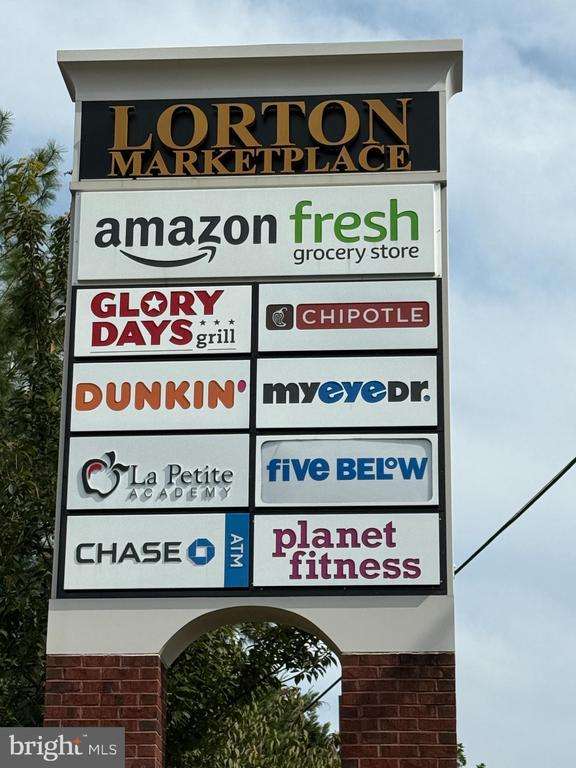 LORTON
MARKETPLACE
amazon fresh
grocery store
GLORY
DAYS grill
CHIPOTLE
DUNKIN'
myeyeDr.
La Petite
ACADEMY
five BELOW
CHASE ATM
planet
fitness
bright MLS